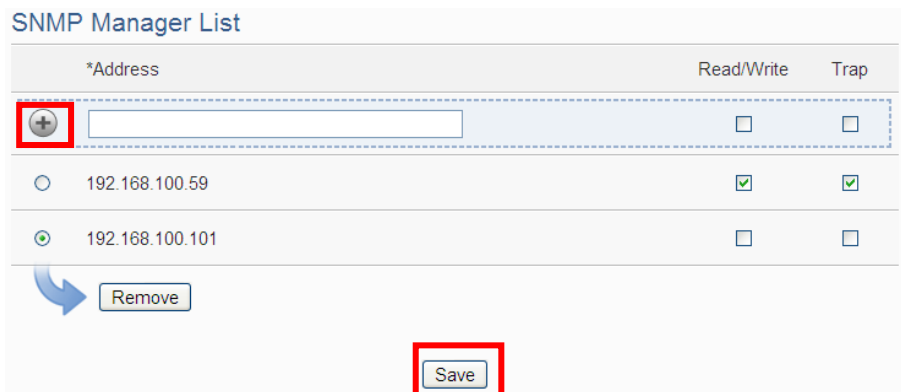 SNMP Manager List
*Address Read/Write Trap
192.168.100.59
192.168.100.101
Remove
Save